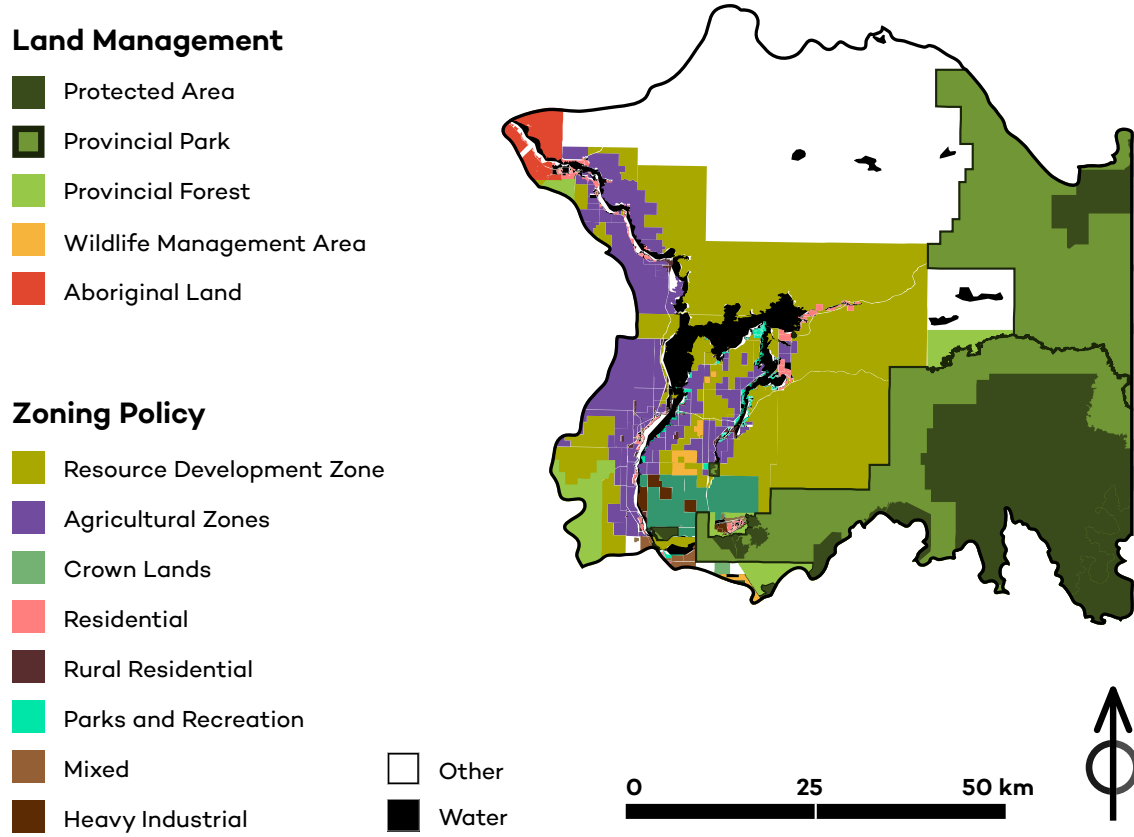 Land Management
Protected Area
Provincial Park
Provincial Forest
Wildlife Management Area
Aboriginal Land
Zoning Policy
Resource Development Zone
Agricultural Zones
Crown Lands
Residential
Rural Residential
Parks and Recreation
Mixed
Heavy Industrial
Other
Water
0 25 50 km